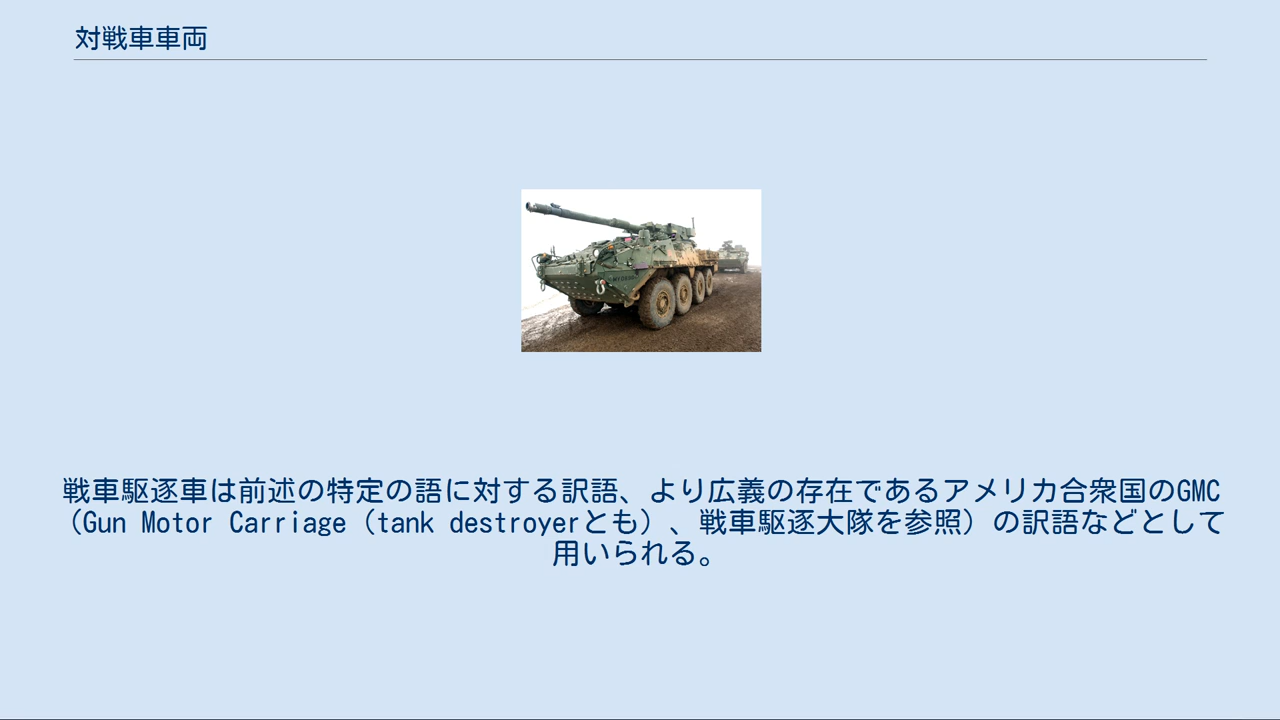 対戦車車両
戦車駆逐車は前述の特定の語に対する訳語、より広義の存在であるアメリカ合衆国のGMC
（Gun Motor Carriage（tank destroyerとも）、戦車駆逐大隊を参照）の訳語などとして
用いられる。